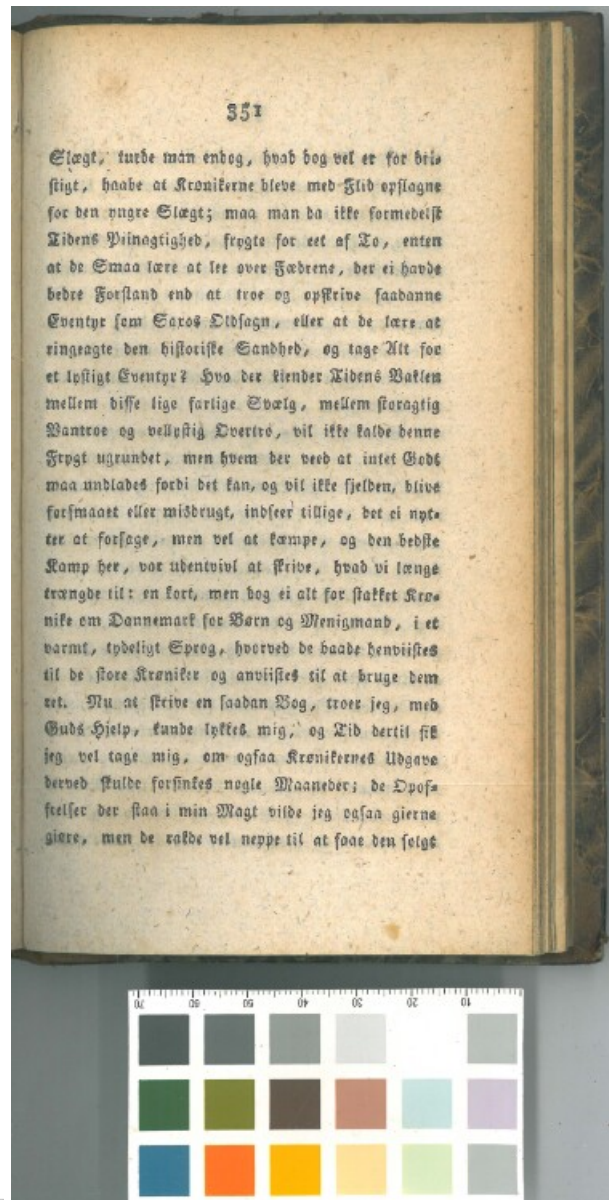 351
Slægt, turde man endog, hvad dog vel er for dri-
stigt, haabe at Krønikerne bleve med Flid opslagne
for den yngre Slægt; maa man da ikke formedelst
Tidens Piinagtighed, frygte for eet af To, enten
at de Smaa lære at lee over Fædrene, der ei havde
bedre Forstand end at troe og opskrive saadanne
Eventyr som Saxos Oldsagn, eller at de lære at
ringeagte den historiske Sandhed, og tage Alt for
et lystigt Eventyr? Hvo der kiender Tidens Vaklen
mellem disse lige farlige Svælg, mellem storagtig
Vantroe og vellystig Overtro, vil ikke kalde denne
Frygt ugrundet, men hvem der veed at intet Godt
maa undlades fordi det kan, og vil ikke sjelden, blive
forsmaaet eller misbrugt, indseer tillige, det ei nyt-
ter at forsage, men vel at kæmpe, og den bedste
Kamp her, var udentvivl at skrive, hvad vi længe
trængde til: en kort, men dog ei alt for stakket Krø-
nike om Dannemark for Børn og Menigmand, i et
varmt, tydeligt Sprog, hvorved de baade henviistes
til de store Krøniker og anviistes til at bruge dem
ret. Nu at skrive en saadan Bog, troer jeg, med
Guds Hjelp, kunde lykkes mig, og Tid dertil fik
jeg vel tage mig, om ogsaa Krønikernes Udgave
derved skulde forsinkes nogle Maaneder; de Opof-
frelser der staa i min Magt vilde jeg ogsaa gierne
giøre, men de rakde vel neppe til at faae den solgt
70 60 50 40 30 20 10